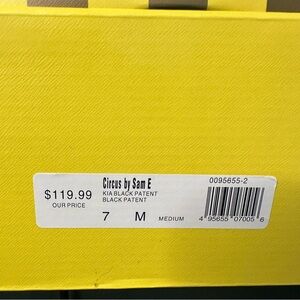 Circus by Sam E 0095655-2
$119.99 KIA BLACK PATENT
OUR PRICE BLACK PATENT
7 M MEDIUM 4 95655 07005 6